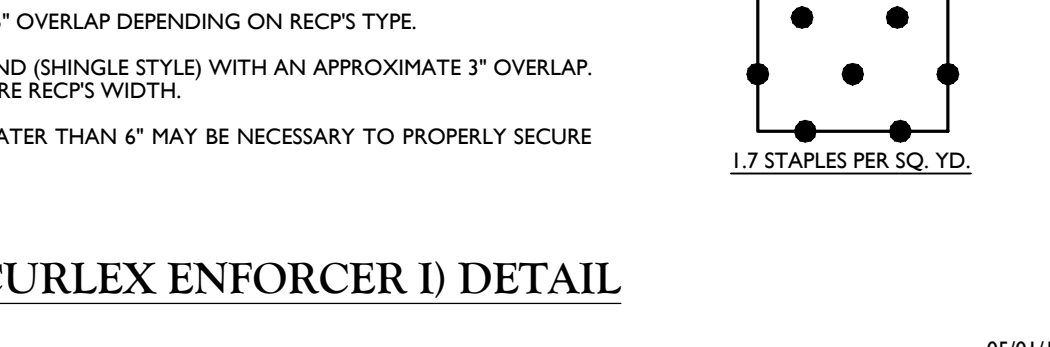 " OVERLAP DEPENDING ON RECP'S TYPE.
ND (SHINGLE STYLE) WITH AN APPROXIMATE 3" OVERLAP.
RE RECP'S WIDTH.
ATER THAN 6" MAY BE NECESSARY TO PROPERLY SECURE
1.7 STAPLES PER SQ. YD.
CURLEX ENFORCER I) DETAIL